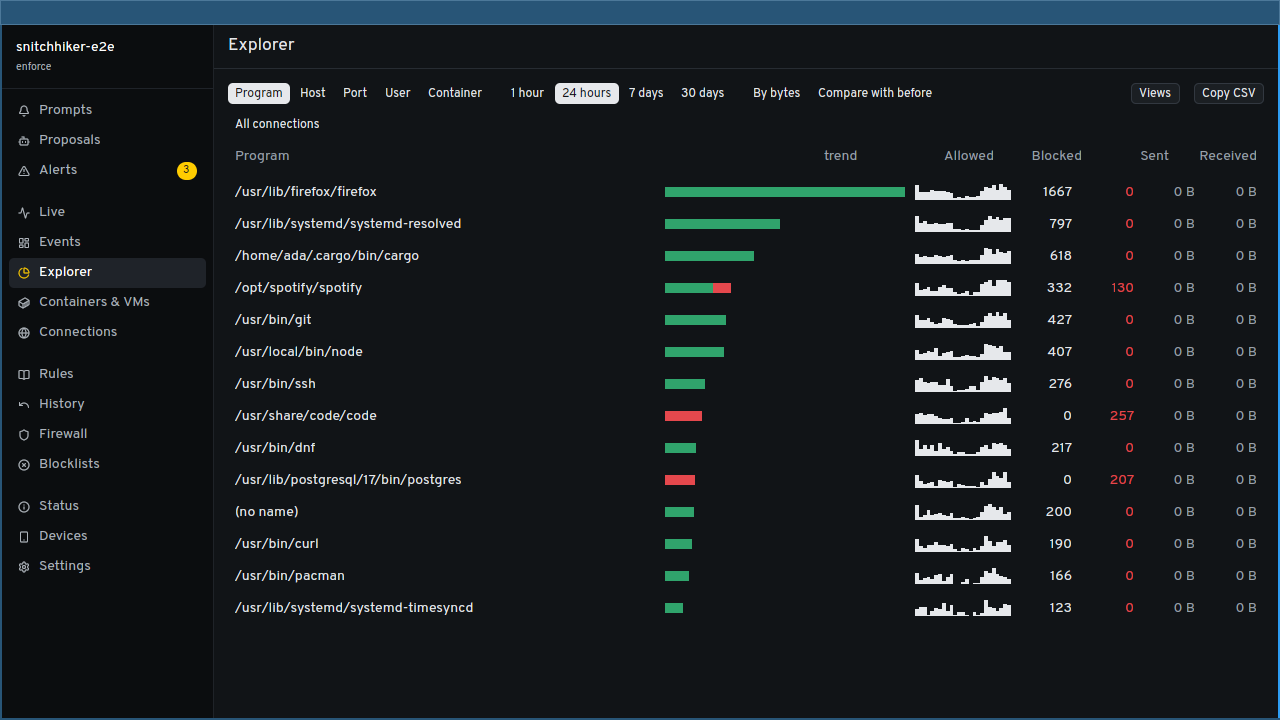 snitchhiker-e2e
enforce
Prompts
Proposals
Alerts 3
Live
Events
Explorer
Containers & VMs
Connections
Rules
History
Firewall
Blocklists
Status
Devices
Settings
Explorer
Program Host Port User Container 1 hour 24 hours 7 days 30 days By bytes Compare with before Views Copy CSV
All connections
Program trend Allowed Blocked Sent Received
/usr/lib/firefox/firefox 1667 0 0 B 0 B
/usr/lib/systemd/systemd-resolved 797 0 0 B 0 B
/home/ada/.cargo/bin/cargo 618 0 0 B 0 B
/opt/spotify/spotify 332 130 0 B 0 B
/usr/bin/git 427 0 0 B 0 B
/usr/local/bin/node 407 0 0 B 0 B
/usr/bin/ssh 276 0 0 B 0 B
/usr/share/code/code 0 257 0 B 0 B
/usr/bin/dnf 217 0 0 B 0 B
/usr/lib/postgresql/17/bin/postgres 0 207 0 B 0 B
(no name) 200 0 0 B 0 B
/usr/bin/curl 190 0 0 B 0 B
/usr/bin/pacman 166 0 0 B 0 B
/usr/lib/systemd/systemd-timesyncd 123 0 0 B 0 B